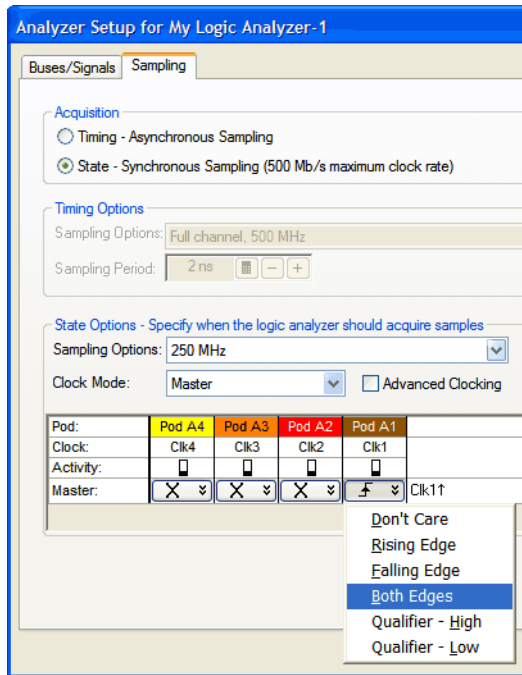 Analyzer Setup for My Logic Analyzer-1
Buses/Signals Sampling
Acquisition
Timing - Asynchronous Sampling
State - Synchronous Sampling (500 Mb/s maximum clock rate)
Timing Options
Sampling Options: Full channel, 500 MHz
Sampling Period: 2 ns
State Options - Specify when the logic analyzer should acquire samples
Sampling Options: 250 MHz
Clock Mode: Master Advanced Clocking
Pod: Pod A4 Pod A3 Pod A2 Pod A1
Clock: Clk4 Clk3 Clk2 Clk1
Activity:
Master: X X X Clk1↑
Don't Care
Rising Edge
Falling Edge
Both Edges
Qualifier - High
Qualifier - Low